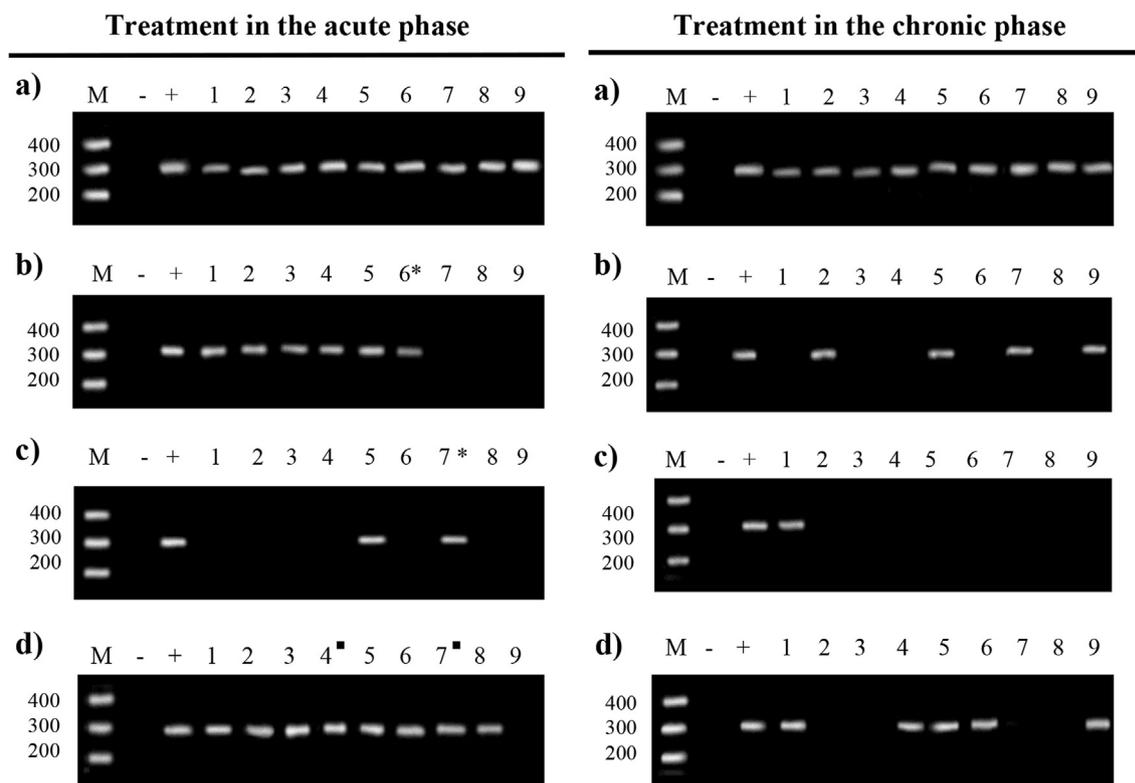 Treatment in the acute phase
a) M - + 1 2 3 4 5 6 7 8 9
400
300
200
b) M - + 1 2 3 4 5 6* 7 8 9
400
300
200
c) M - + 1 2 3 4 5 6 7 * 8 9
400
300
200
d) M - + 1 2 3 4■ 5 6 7■ 8 9
400
300
200
Treatment in the chronic phase
a) M - + 1 2 3 4 5 6 7 8 9
400
300
200
b) M - + 1 2 3 4 5 6 7 8 9
400
300
200
c) M - + 1 2 3 4 5 6 7 8 9
400
300
200
d) M - + 1 2 3 4 5 6 7 8 9
400
300
200